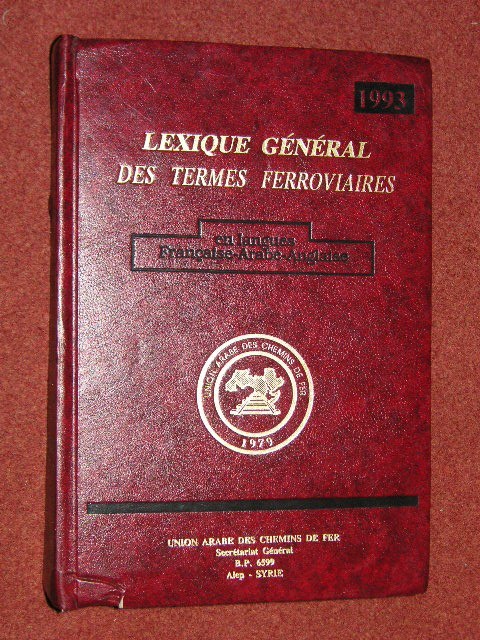 1993
LEXIQUE GÉNÉRAL
DES TERMES FERROVIAIRES
en langues
Française-Arabe-Anglaise
UNION ARABE DES CHEMINS DE FER
1979
UNION ARABE DES CHEMINS DE FER
Secrétariat Général
B.P. 6599
Alep - SYRIE